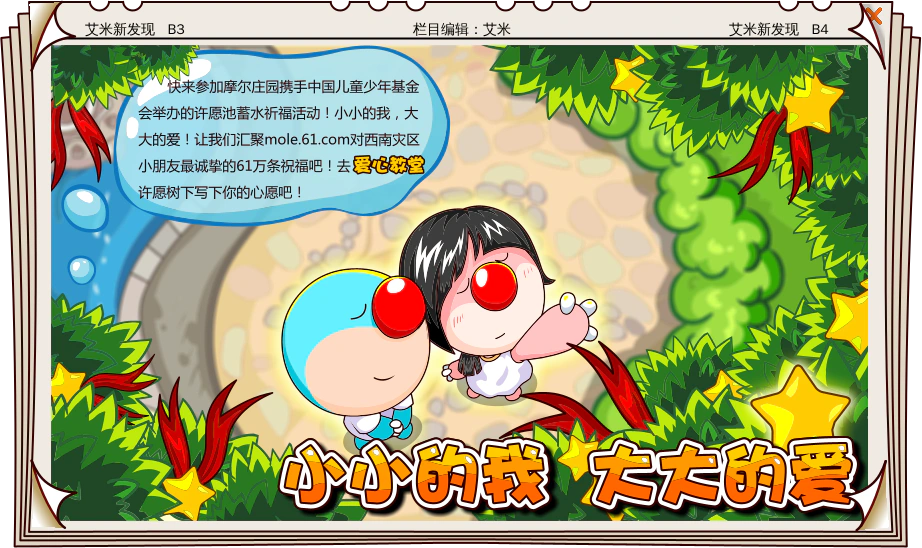 艾米新发现 B3
栏目编辑：艾米
艾米新发现 B4
快来参加摩尔庄园携手中国儿童少年基金
会举办的许愿池蓄水祈福活动！小小的我，大
大的爱！让我们汇聚mole.61.com对西南灾区
小朋友最诚挚的61万条祝福吧！去爱心教堂
许愿树下写下你的心愿吧！
小小的我 大大的爱